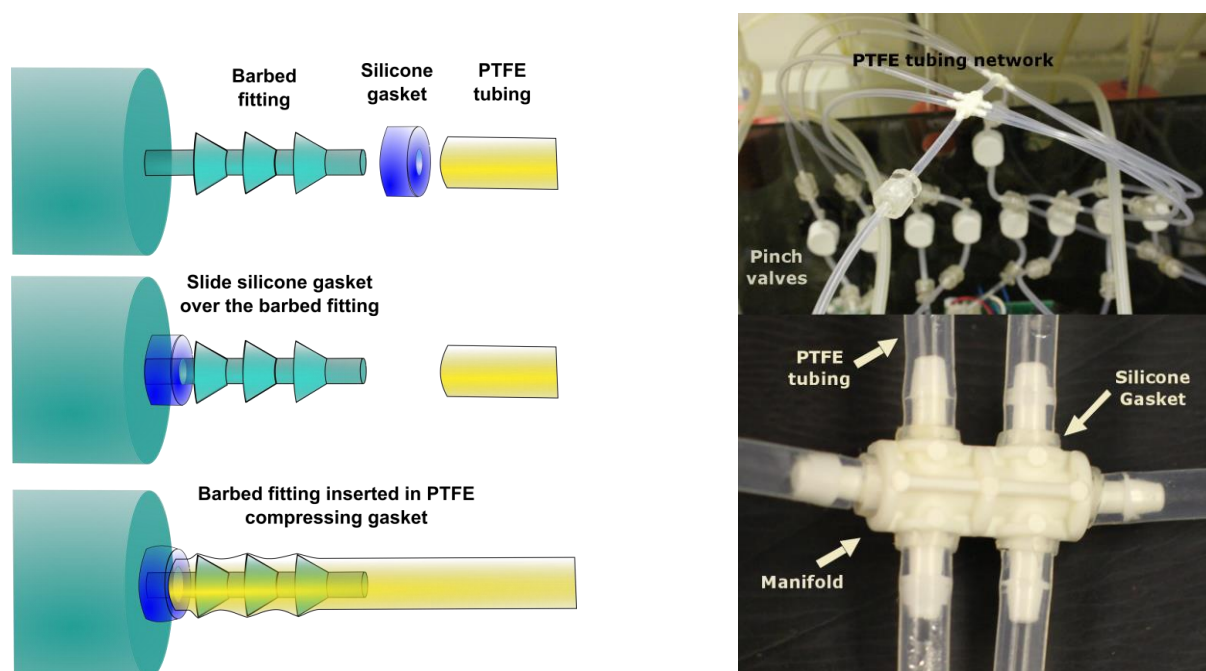 Barbed
fitting
Silicone
gasket
PTFE
tubing
Slide silicone gasket
over the barbed fitting
Barbed fitting inserted in PTFE
compressing gasket
PTFE tubing network
Pinch
valves
PTFE
tubing
Silicone
Gasket
Manifold